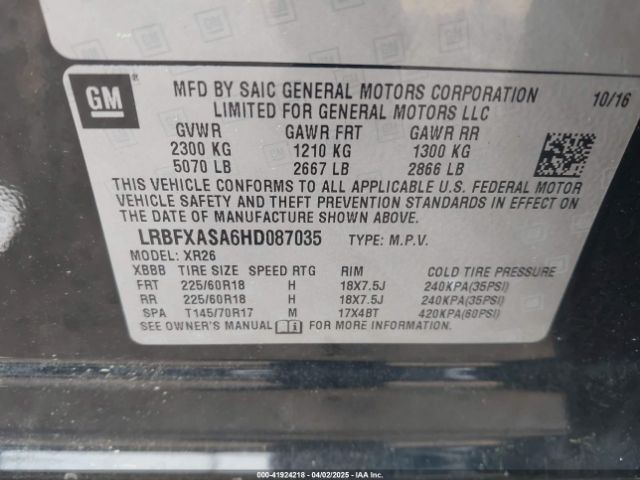 GM
MFD BY SAIC GENERAL MOTORS CORPORATION 10/16
LIMITED FOR GENERAL MOTORS LLC
GVWR GAWR FRT GAWR RR
2300 KG 1210 KG 1300 KG
5070 LB 2667 LB 2866 LB
THIS VEHICLE CONFORMS TO ALL APPLICABLE U.S. FEDERAL MOTOR
VEHICLE SAFETY AND THEFT PREVENTION STANDARDS IN EFFECT ON
THE DATE OF MANUFACTURE SHOWN ABOVE.
LRBFXASA6HD087035 TYPE: M.P.V.
MODEL: XR26
XBBB TIRE SIZE SPEED RTG RIM COLD TIRE PRESSURE
FRT 225/60R18 H 18X7.5J 240KPA(35PSI)
RR 225/60R18 H 18X7.5J 240KPA(35PSI)
SPA T145/70R17 M 17X4BT 420KPA(60PSI)
SEE OWNER'S MANUAL FOR MORE INFORMATION
000-41924218 - 04/02/2025 - IAAI.COM